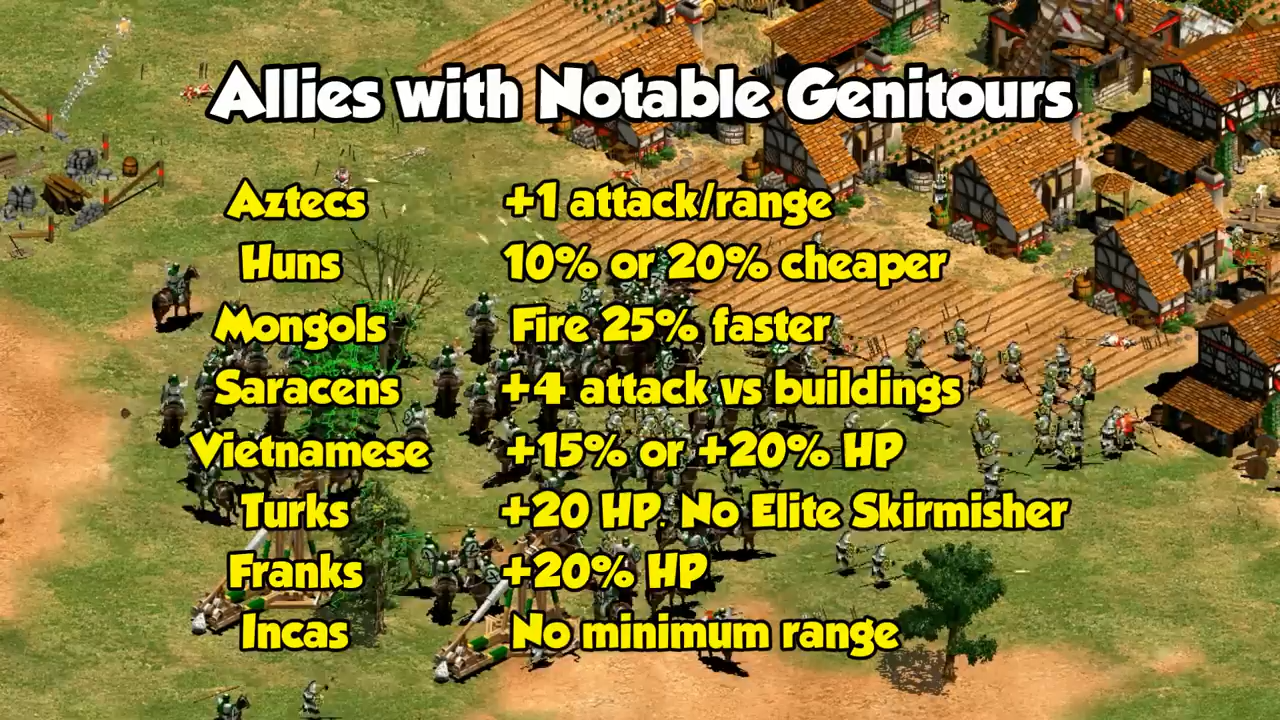 Allies with Notable Genitours
Aztecs +1 attack/range
Huns 10% or 20% cheaper
Mongols Fire 25% faster
Saracens +4 attack vs buildings
Vietnamese +15% or +20% HP
Turks +20 HP. No Elite Skirmisher
Franks +20% HP
Incas No minimum range